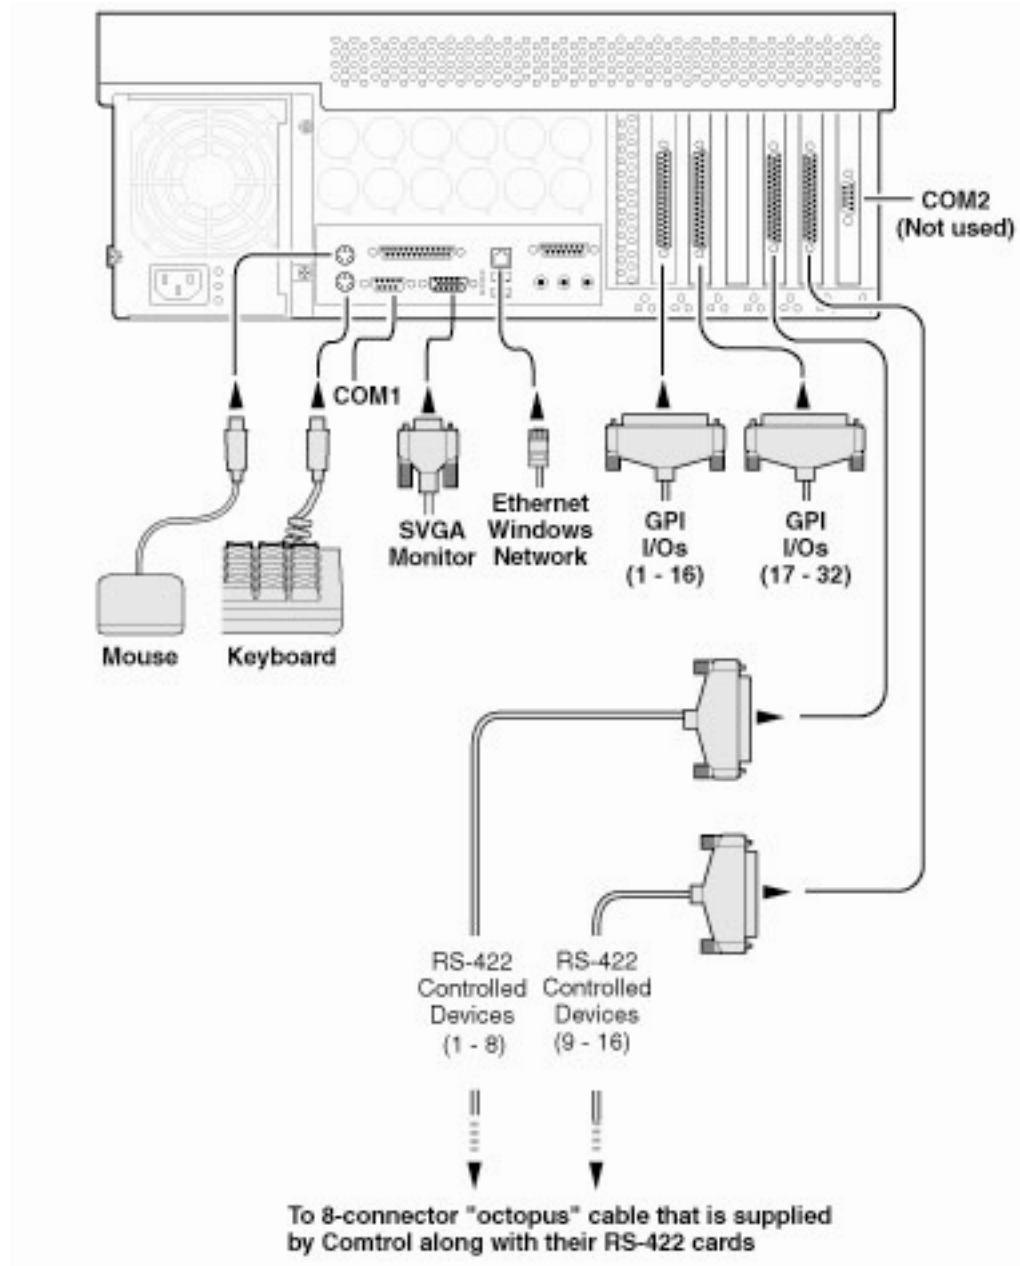 COM2
(Not used)
COM1
SVGA
Monitor
Ethernet
Windows
Network
GPI
I/Os
(1 - 16)
GPI
I/Os
(17 - 32)
Mouse
Keyboard
RS-422
Controlled
Devices
(1 - 8)
RS-422
Controlled
Devices
(9 - 16)
To 8-connector "octopus" cable that is supplied
by Comtrol along with their RS-422 cards